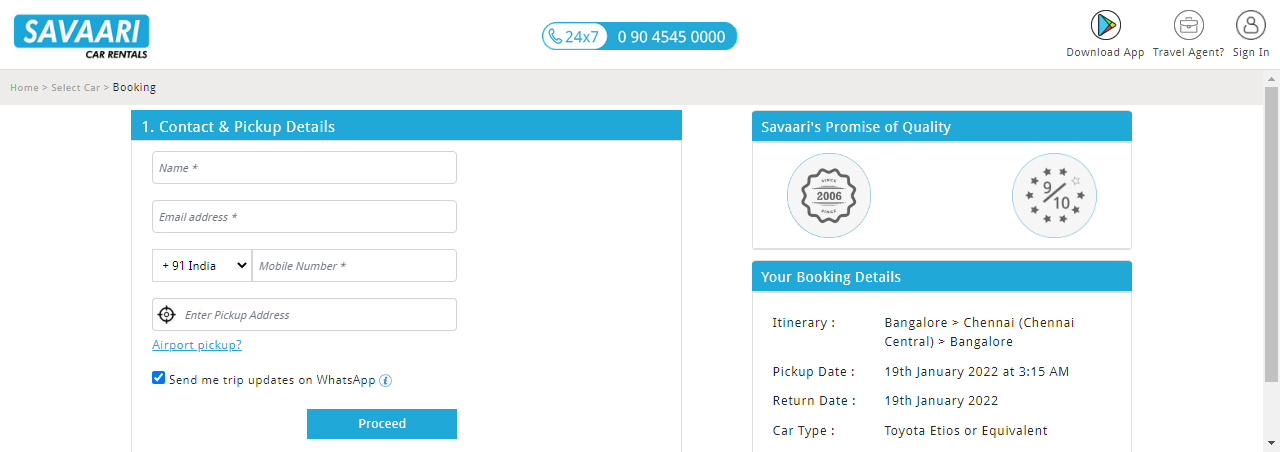 SAVAARI
CAR RENTALS
24x7 0 90 4545 0000
Download App
Travel Agent?
Sign In
Home > Select Car > Booking
1. Contact & Pickup Details
Name *
Email address *
+ 91 India
Mobile Number *
Enter Pickup Address
Airport pickup?
Send me trip updates on WhatsApp i
Proceed
Savaari's Promise of Quality
SINCE
2006
SINCE
9/10
Your Booking Details
Itinerary : Bangalore > Chennai (Chennai
Central) > Bangalore
Pickup Date : 19th January 2022 at 3:15 AM
Return Date : 19th January 2022
Car Type : Toyota Etios or Equivalent